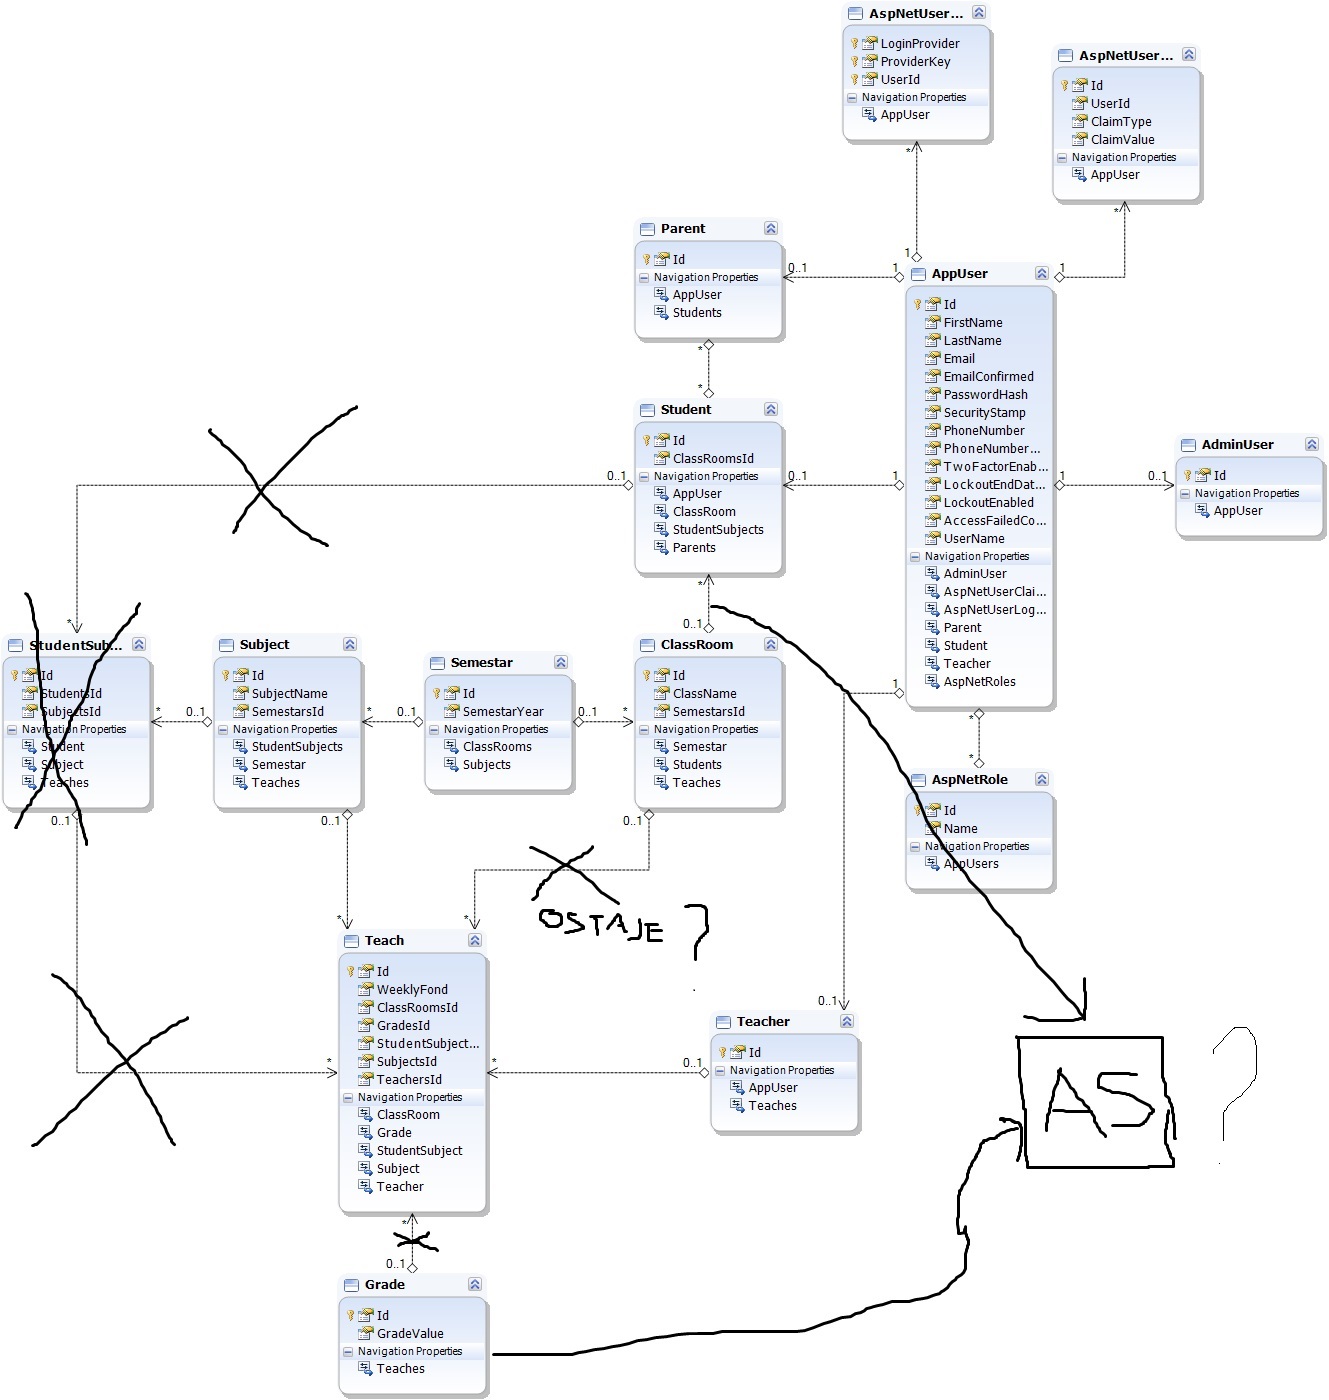 AspNetUser...
LoginProvider
ProviderKey
UserId
Navigation Properties
AppUser
AspNetUser...
Id
UserId
ClaimType
ClaimValue
Navigation Properties
AppUser
*
1
*
1
Parent
Id
Navigation Properties
AppUser
Students
0..1
1
AppUser
Id
FirstName
LastName
Email
EmailConfirmed
PasswordHash
SecurityStamp
PhoneNumber
PhoneNumber...
TwoFactorEnab...
LockoutEndDat...
LockoutEnabled
AccessFailedCo...
UserName
Navigation Properties
AdminUser
AspNetUserClai...
AspNetUserLog...
Parent
Student
Teacher
AspNetRoles
*
*
Student
Id
ClassRoomsId
Navigation Properties
AppUser
ClassRoom
StudentSubjects
Parents
0..1
0..1
1
1
0..1
AdminUser
Id
Navigation Properties
AppUser
*
*
0..1
StudentSub...
Id
StudentsId
SubjectsId
Navigation Properties
Student
Subject
Teaches
*
0..1
Subject
Id
SubjectName
SemestarsId
Navigation Properties
StudentSubjects
Semestar
Teaches
*
0..1
Semestar
Id
SemestarYear
Navigation Properties
ClassRooms
Subjects
0..1
*
ClassRoom
Id
ClassName
SemestarsId
Navigation Properties
Semestar
Students
Teaches
1
*
*
AspNetRole
Id
Name
Navigation Properties
AppUsers
0..1
0..1
0..1
OSTAJE ?
*
*
Teach
Id
WeeklyFond
ClassRoomsId
GradesId
StudentSubject...
SubjectsId
TeachersId
Navigation Properties
ClassRoom
Grade
StudentSubject
Subject
Teacher
*
*
0..1
0..1
Teacher
Id
Navigation Properties
AppUser
Teaches
AS ?
*
0..1
Grade
Id
GradeValue
Navigation Properties
Teaches